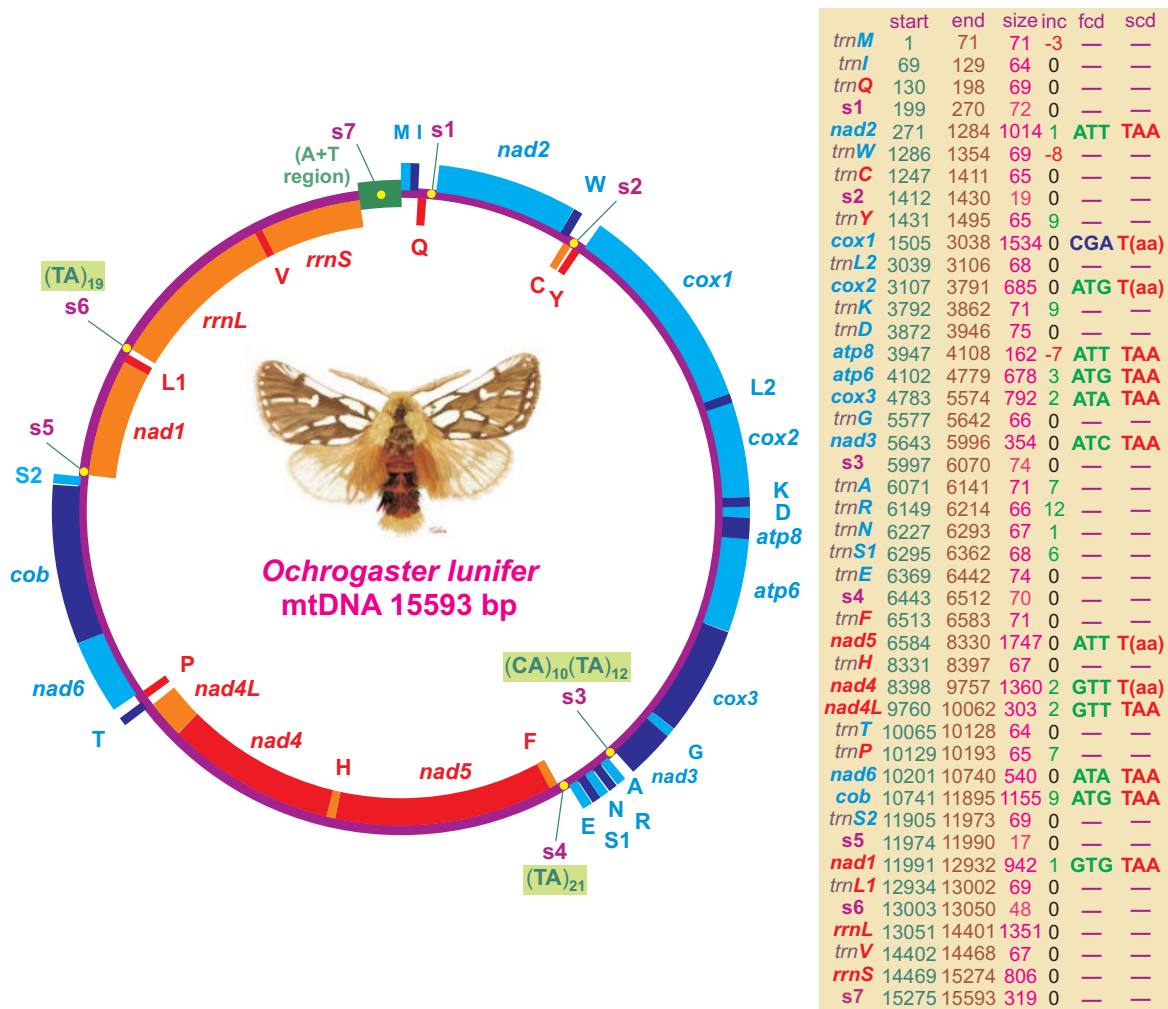 M I
s1
s7
(A+T
region)
nad2
W
s2
Q
C Y
cox1
V
rrnS
(TA)19
s6
rrnL
L1
nad1
s5
S2
L2
cox2
K
D
atp8
atp6
cob
Ochrogaster lunifer
mtDNA 15593 bp
nad6
T
P
nad4L
nad4
H
nad5
F
(CA)10(TA)12
s3
cox3
G
nad3
A
R
N
S1
E
s4
(TA)21
start end size inc fcd scd
trnM 1 71 71 -3 — —
trnI 69 129 64 0 — —
trnQ 130 198 69 0 — —
s1 199 270 72 0 — —
nad2 271 1284 1014 1 ATT TAA
trnW 1286 1354 69 -8 — —
trnC 1247 1411 65 0 — —
s2 1412 1430 19 0 — —
trnY 1431 1495 65 9 — —
cox1 1505 3038 1534 0 CGA T(aa)
trnL2 3039 3106 68 0 — —
cox2 3107 3791 685 0 ATG T(aa)
trnK 3792 3862 71 9 — —
trnD 3872 3946 75 0 — —
atp8 3947 4108 162 -7 ATT TAA
atp6 4102 4779 678 3 ATG TAA
cox3 4783 5574 792 2 ATA TAA
trnG 5577 5642 66 0 — —
nad3 5643 5996 354 0 ATC TAA
s3 5997 6070 74 0 — —
trnA 6071 6141 71 7 — —
trnR 6149 6214 66 12 — —
trnN 6227 6293 67 1 — —
trnS1 6295 6362 68 6 — —
trnE 6369 6442 74 0 — —
s4 6443 6512 70 0 — —
trnF 6513 6583 71 0 — —
nad5 6584 8330 1747 0 ATT T(aa)
trnH 8331 8397 67 0 — —
nad4 8398 9757 1360 2 GTT T(aa)
nad4L 9760 10062 303 2 GTT TAA
trnT 10065 10128 64 0 — —
trnP 10129 10193 65 7 — —
nad6 10201 10740 540 0 ATA TAA
cob 10741 11895 1155 9 ATG TAA
trnS2 11905 11973 69 0 — —
s5 11974 11990 17 0 — —
nad1 11991 12932 942 1 GTG TAA
trnL1 12934 13002 69 0 — —
s6 13003 13050 48 0 — —
rrnL 13051 14401 1351 0 — —
trnV 14402 14468 67 0 — —
rrnS 14469 15274 806 0 — —
s7 15275 15593 319 0 — —